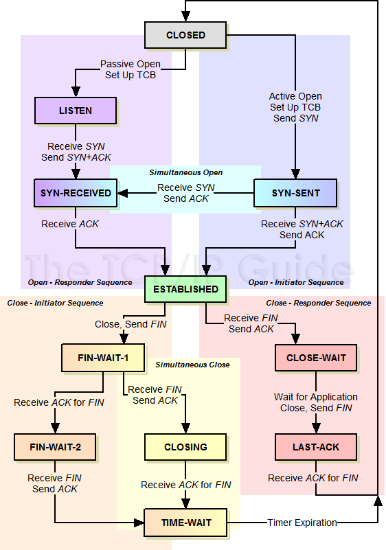 CLOSED
Passive Open
Set Up TCB
Active Open
Set Up TCB
Send SYN
LISTEN
Receive SYN
Send SYN+ACK
Simultaneous Open
SYN-RECEIVED
Receive SYN
Send ACK
SYN-SENT
Receive ACK
Receive SYN+ACK
Send ACK
The TCP/IP Guide
Open - Responder Sequence
Open - Initiator Sequence
ESTABLISHED
Close - Initiator Sequence
Close - Responder Sequence
Close, Send FIN
Receive FIN
Send ACK
FIN-WAIT-1
CLOSE-WAIT
Simultaneous Close
Receive ACK for FIN
Receive FIN
Send ACK
Wait for Application
Close, Send FIN
FIN-WAIT-2
CLOSING
LAST-ACK
Receive FIN
Send ACK
Receive ACK for FIN
Receive ACK for FIN
TIME-WAIT
Timer Expiration